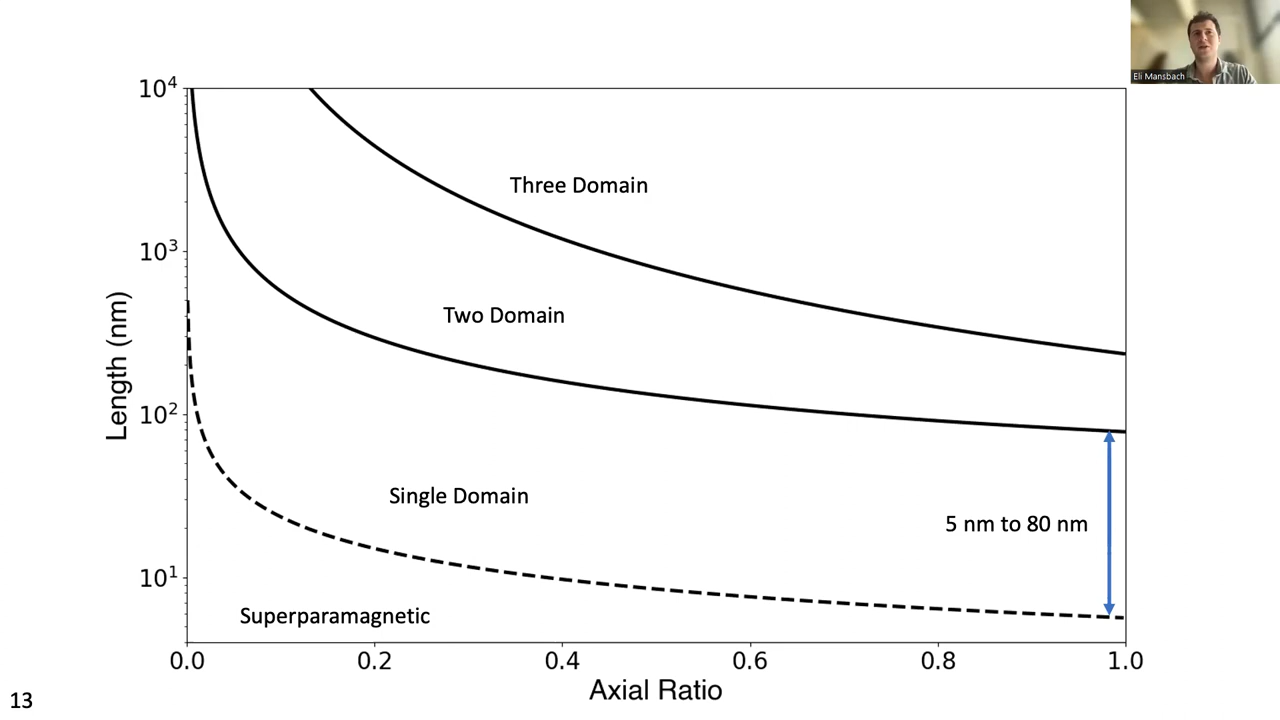 Eli Mansbach
10⁴
Three Domain
10³
Two Domain
Length (nm)
10²
Single Domain
5 nm to 80 nm
10¹
Superparamagnetic
0.0 0.2 0.4 0.6 0.8 1.0
Axial Ratio
13